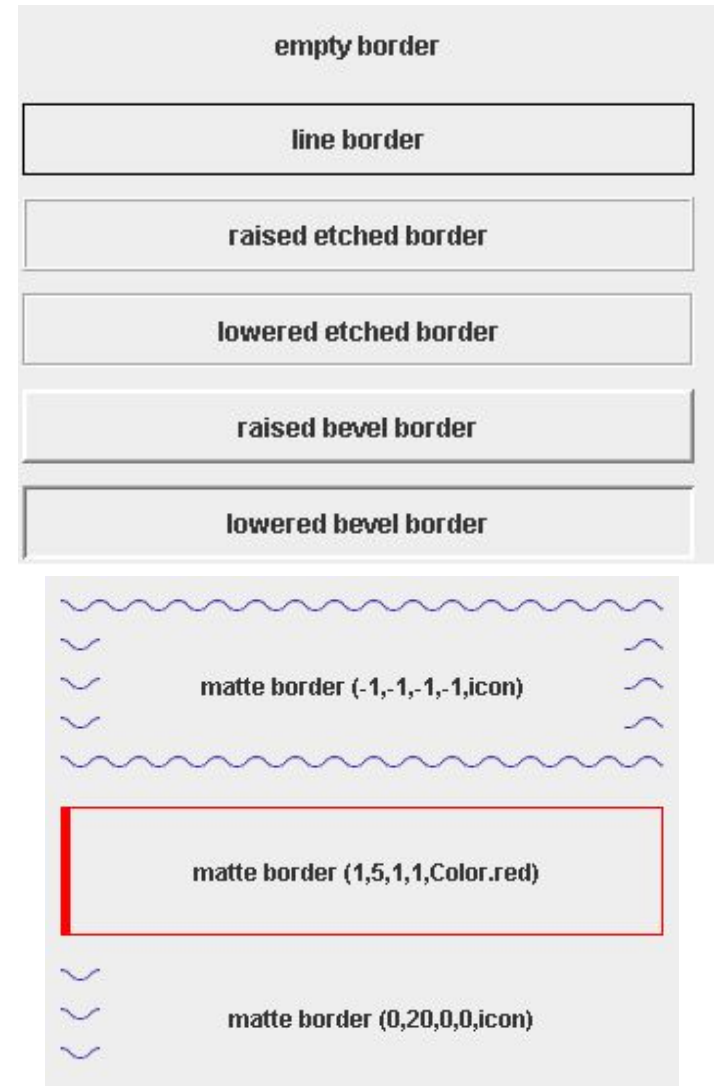 empty border
line border
raised etched border
lowered etched border
raised bevel border
lowered bevel border
matte border (-1,-1,-1,-1,icon)
matte border (1,5,1,1,Color.red)
matte border (0,20,0,0,icon)